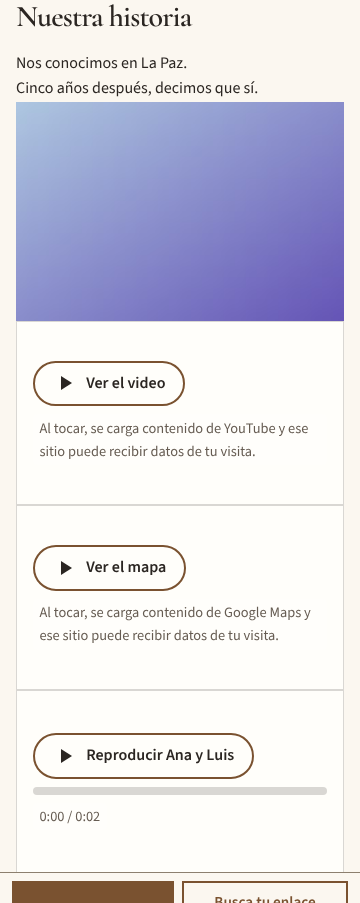 Nuestra historia
Nos conocimos en La Paz.
Cinco años después, decimos que sí.
Ver el video
Al tocar, se carga contenido de YouTube y ese
sitio puede recibir datos de tu visita.
Ver el mapa
Al tocar, se carga contenido de Google Maps y
ese sitio puede recibir datos de tu visita.
Reproducir Ana y Luis
0:00 / 0:02
Busca tu enlace